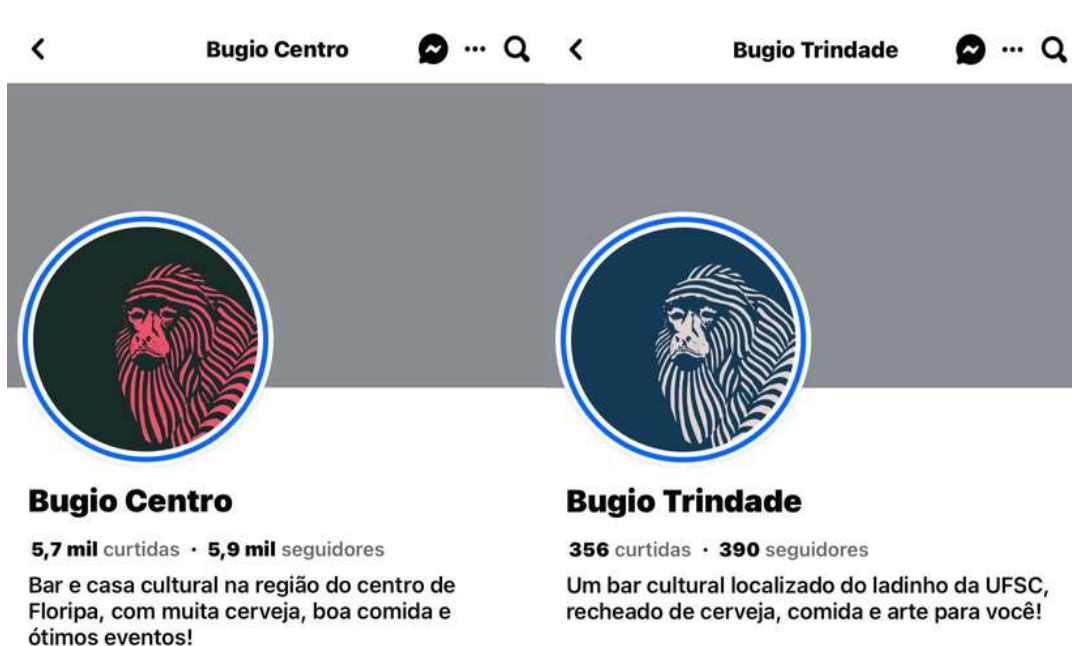 Bugio Centro
Bugio Centro
5,7 mil curtidas · 5,9 mil seguidores
Bar e casa cultural na região do centro de
Floripa, com muita cerveja, boa comida e
ótimos eventos!
Bugio Trindade
Bugio Trindade
356 curtidas · 390 seguidores
Um bar cultural localizado do ladinho da UFSC,
recheado de cerveja, comida e arte para você!